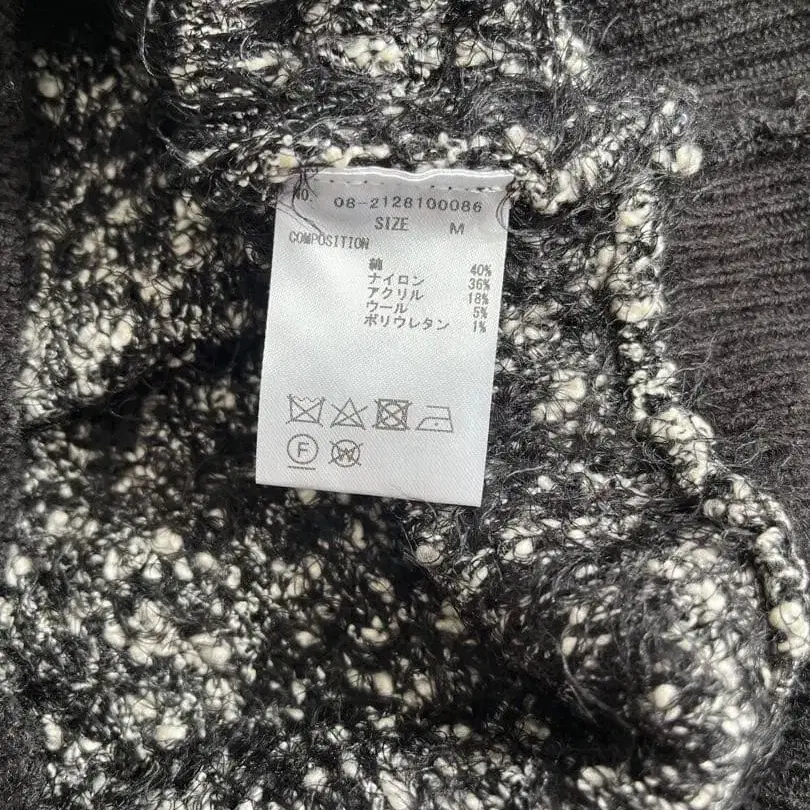 NO. 08-2128100086
SIZE M
COMPOSITION
綿 40%
ナイロン 36%
アクリル 18%
ウール 5%
ポリウレタン 1%
F W